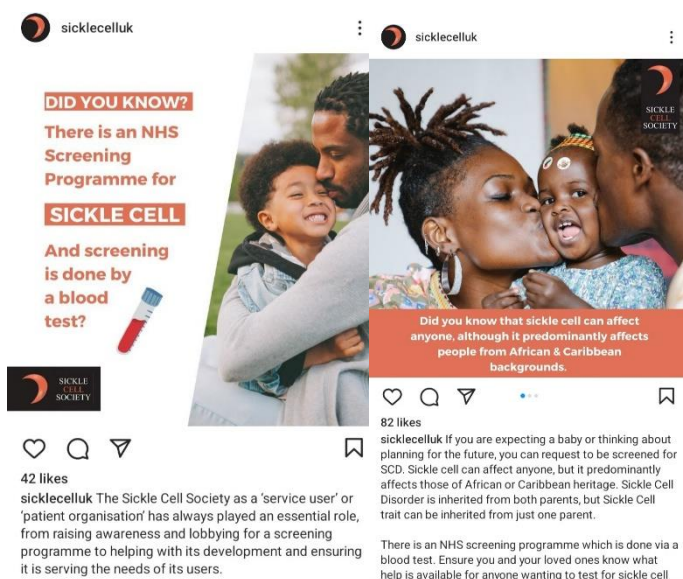 sicklecelluk
DID YOU KNOW?
There is an NHS
Screening
Programme for
SICKLE CELL
And screening
is done by
a blood
test?
SICKLE
CELL
SOCIETY
42 likes
sicklecelluk The Sickle Cell Society as a 'service user' or
'patient organisation' has always played an essential role,
from raising awareness and lobbying for a screening
programme to helping with its development and ensuring
it is serving the needs of its users.
sicklecelluk
SICKLE
CELL
SOCIETY
Did you know that sickle cell can affect
anyone, although it predominantly affects
people from African & Caribbean
backgrounds.
82 likes
sicklecelluk If you are expecting a baby or thinking about
planning for the future, you can request to be screened for
SCD. Sickle cell can affect anyone, but it predominantly
affects those of African or Caribbean heritage. Sickle Cell
Disorder is inherited from both parents, but Sickle Cell
trait can be inherited from just one parent.
There is an NHS screening programme which is done via a
blood test. Ensure you and your loved ones know what
help is available for anyone wanting to test for sickle cell